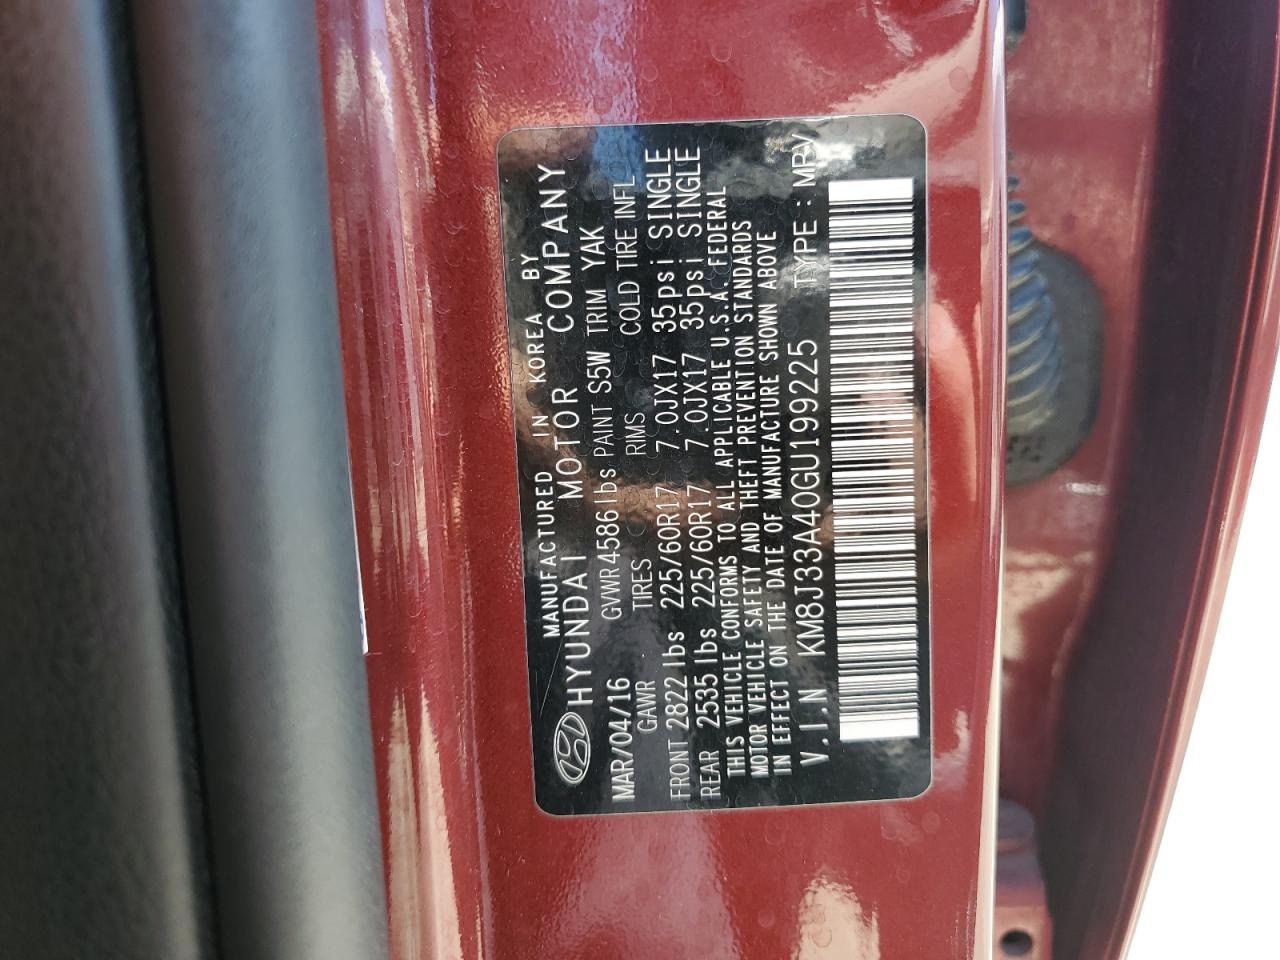 MANUFACTURED IN KOREA BY
HYUNDAI MOTOR COMPANY
MAR/04/16 GVWR 4586 lbs PAINT S5W TRIM YAK
GAWR TIRES RIMS COLD TIRE INFL
FRONT 2822 lbs 225/60R17 7.0JX17 35psi SINGLE
REAR 2535 lbs 225/60R17 7.0JX17 35psi SINGLE
THIS VEHICLE CONFORMS TO ALL APPLICABLE U.S.A. FEDERAL
MOTOR VEHICLE SAFETY AND THEFT PREVENTION STANDARDS
IN EFFECT ON THE DATE OF MANUFACTURE SHOWN ABOVE
V.I.N KM8J33A40GU199225 TYPE : MPV